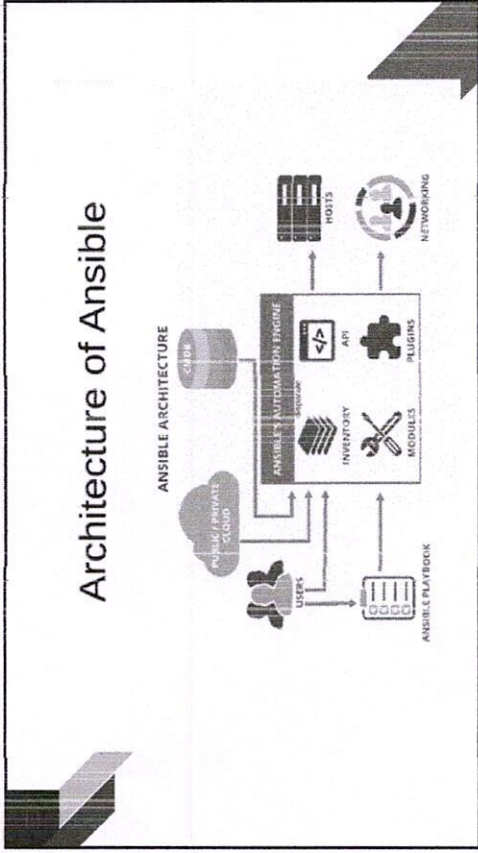 Architecture of Ansible
ANSIBLE ARCHITECTURE
PUBLIC / PRIVATE
CLOUD
CMDB
USERS
ANSIBLE'S AUTOMATION ENGINE
INVENTORY
API
MODULES
PLUGINS
HOSTS
NETWORKING
ANSIBLE PLAYBOOK